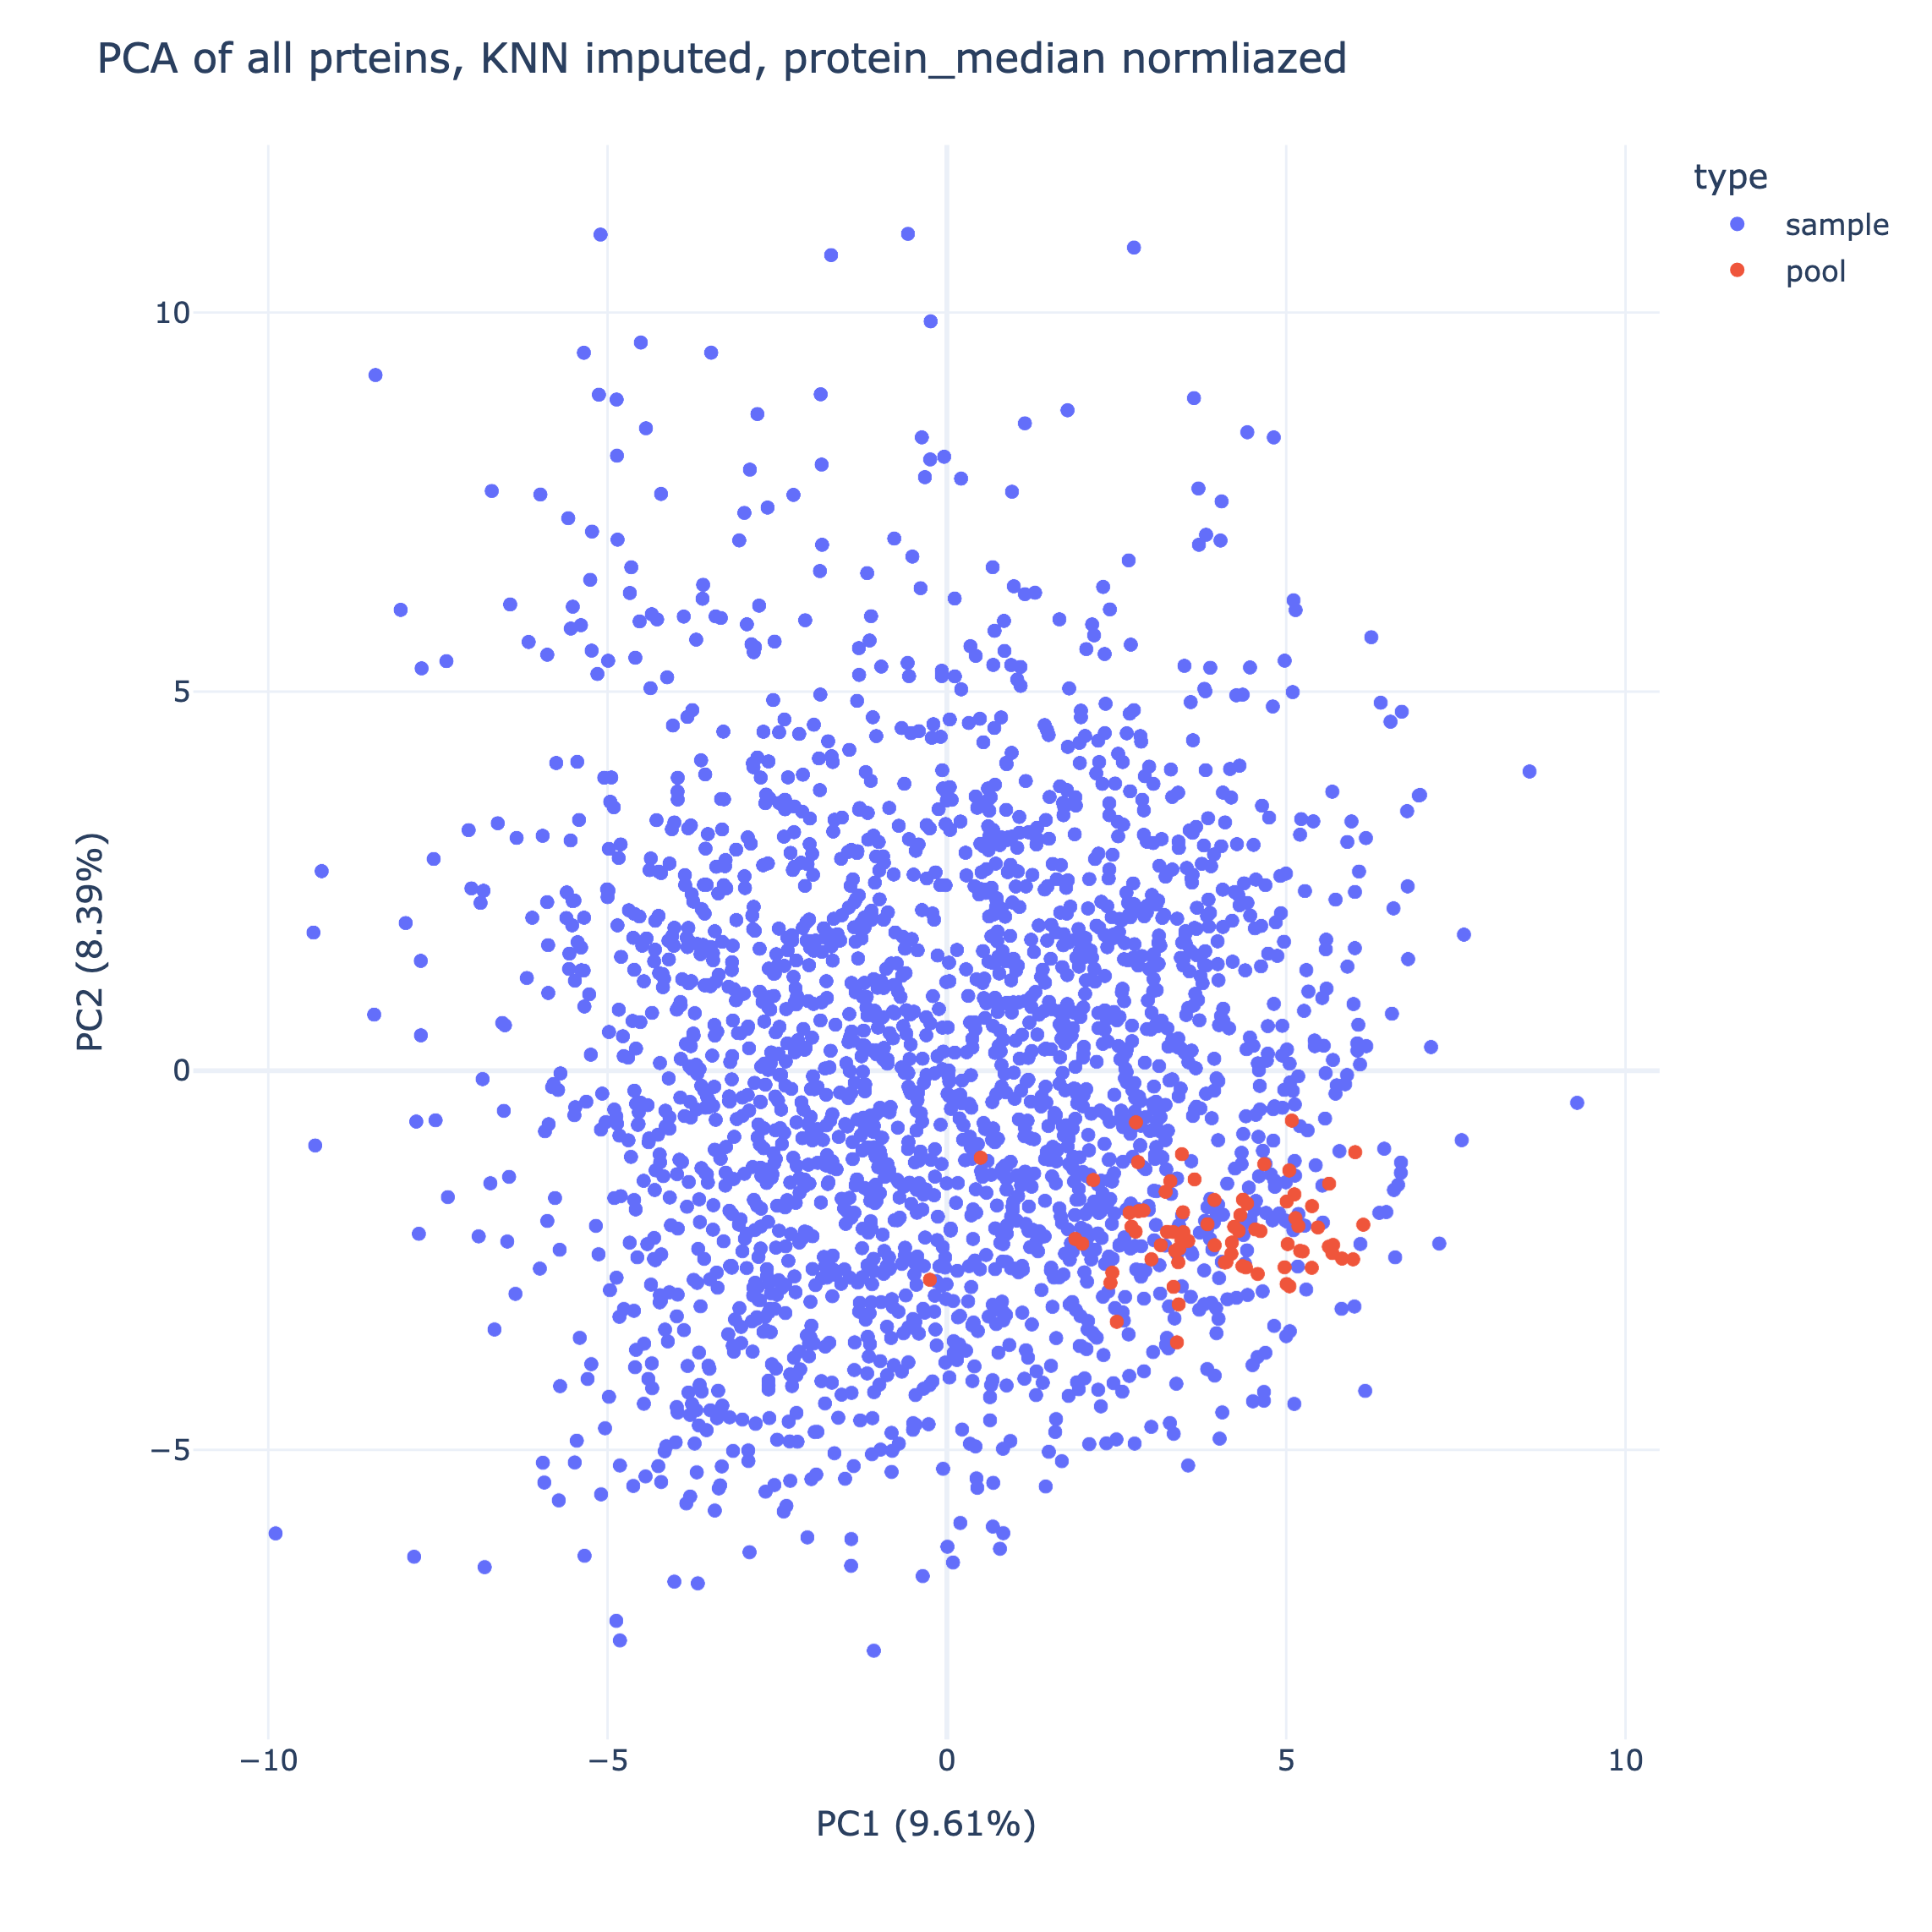 PCA of all prteins, KNN imputed, protein_median normliazed
type
sample
pool
10
5
0
−5
PC2 (8.39%)
−10
−5
0
5
10
PC1 (9.61%)